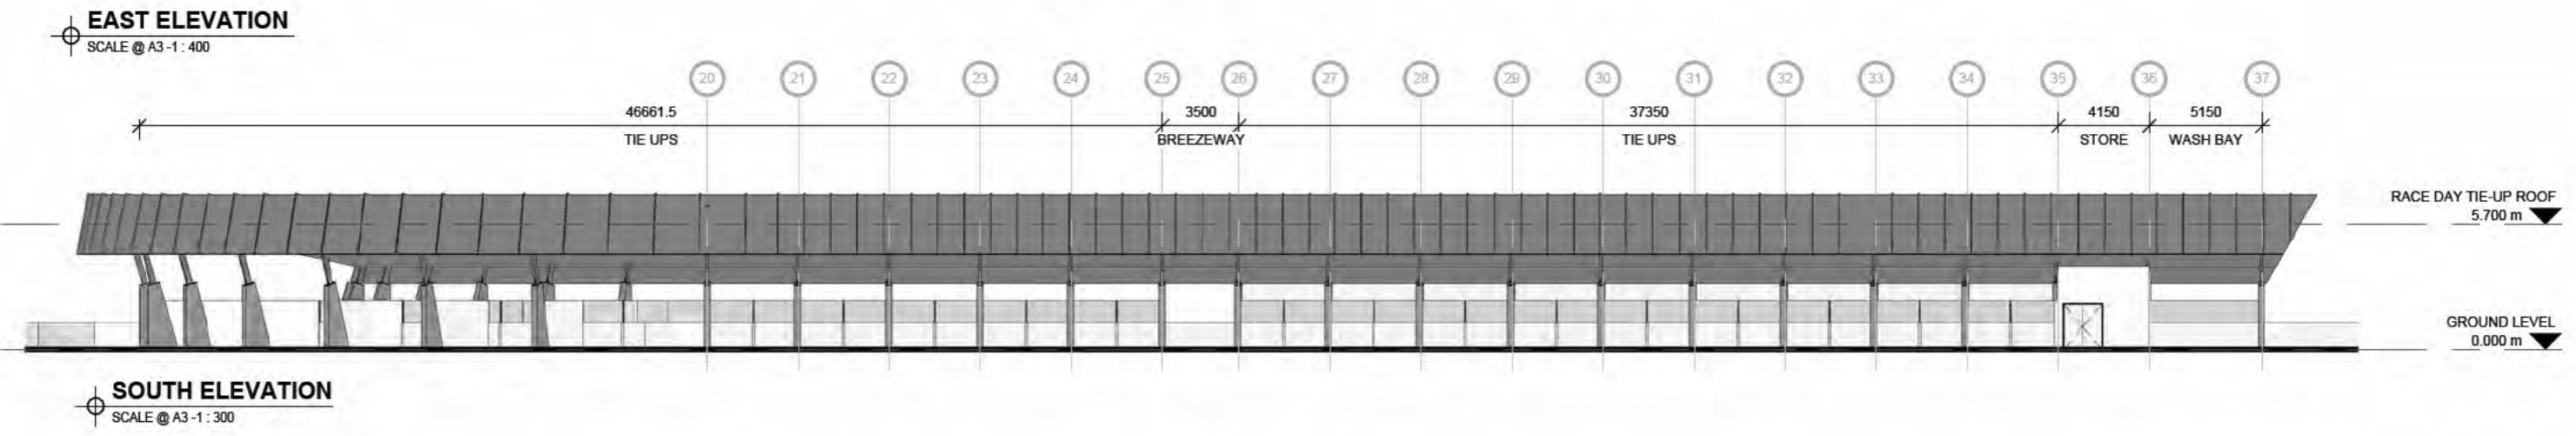 EAST ELEVATION
SCALE @ A3 -1 : 400
20 21 22 23 24 25 26 27 28 29 30 31 32 33 34 35 36 37
46661.5 3500 37350 4150 5150
TIE UPS BREEZEWAY TIE UPS STORE WASH BAY
RACE DAY TIE-UP ROOF
5.700 m
GROUND LEVEL
0.000 m
SOUTH ELEVATION
SCALE @ A3 -1 : 300